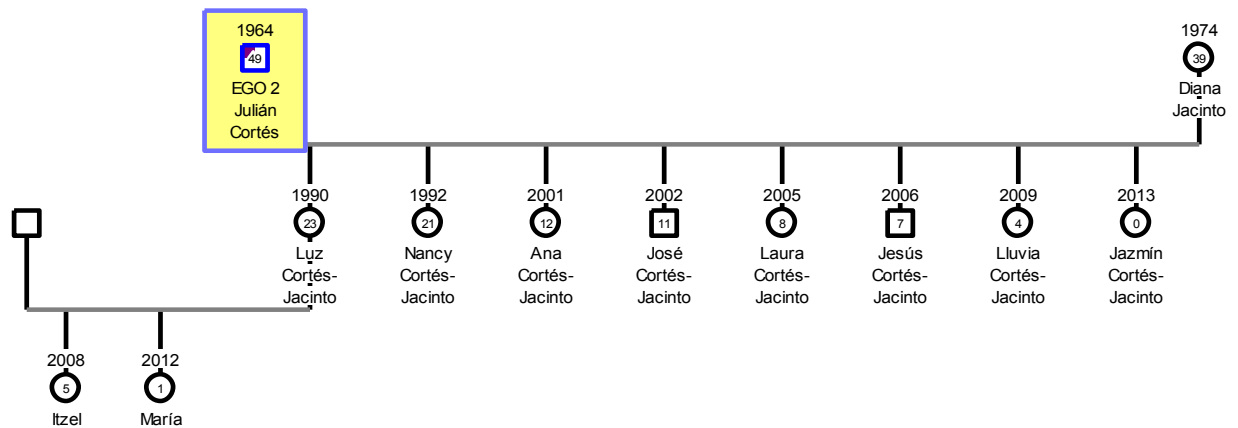 1964
49
EGO 2
Julián
Cortés
1974
39
Diana
Jacinto
1990
23
Luz
Cortés-
Jacinto
1992
21
Nancy
Cortés-
Jacinto
2001
12
Ana
Cortés-
Jacinto
2002
11
José
Cortés-
Jacinto
2005
8
Laura
Cortés-
Jacinto
2006
7
Jesús
Cortés-
Jacinto
2009
4
Lluvia
Cortés-
Jacinto
2013
0
Jazmín
Cortés-
Jacinto
2008
5
Itzel
2012
1
María